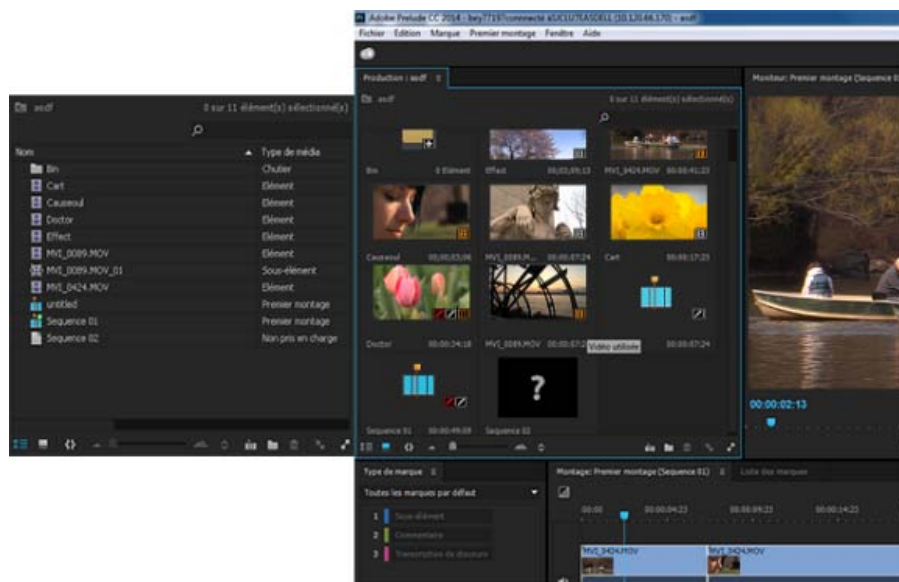 asdf
0 sur 11 élément(s) sélectionné(s)
Nom
Type de média
Bin
Chutier
Cart
Elément
Causeoul
Elément
Doctor
Elément
Effect
Elément
MVI_0089.MOV
Elément
MVI_0089.MOV_01
Sous-élément
MVI_0424.MOV
Elément
untitled
Premier montage
Sequence 01
Premier montage
Sequence 02
Non pris en charge
Adobe Prelude CC 2014 - - asdf
Fichier Edition Marque Premier montage Fenêtre Aide
Production : asdf
asdf
0 sur 11 élément(s) sélectionné(s)
Bin
0 Elément
Effect
MVI_0424.MOV
00:00:41:23
Causeoul
00;00;03;06
MVI_0089.M...
00:00:07:24
Cart
00:00:17:23
Doctor
00:00:34:18
MVI_0089.MOV
00:00:07:2
Vidéo utilisée
00:00:07:24
Sequence 01
00:00:49:09
Sequence 02
?
Moniteur: Premier montage (Sequence 0
00:00:02:13
Type de marque
Toutes les marques par défaut
1 Sous-élément
2 Commentaire
3 Transcription de discours
Montage: Premier montage (Sequence 01)
Liste des marques
00:00
00:00:04:23
00:00:09:23
00:00:14:23
MVI_0424.MOV
MVI_0424.MOV